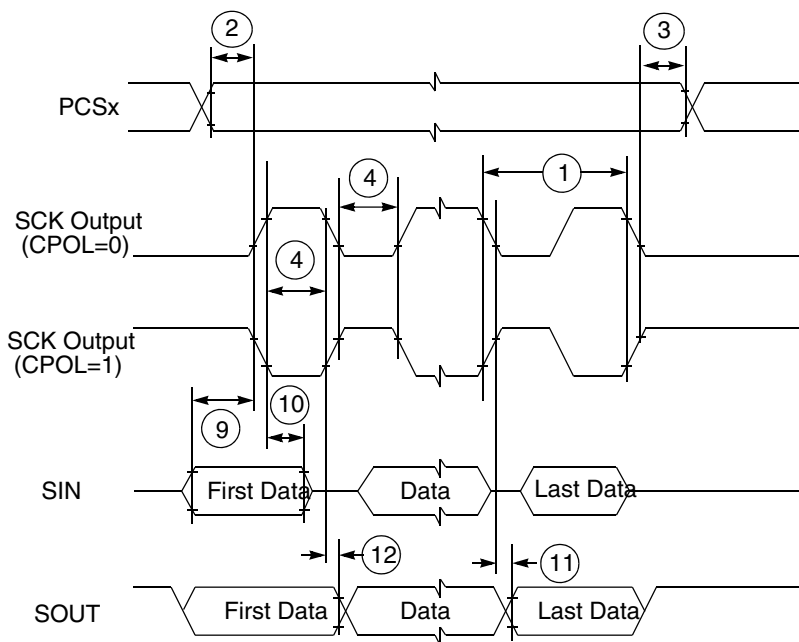 2
3
PCSx
4
1
SCK Output
(CPOL=0)
4
SCK Output
(CPOL=1)
10
9
SIN
First Data
Data
Last Data
12
11
SOUT
First Data
Data
Last Data